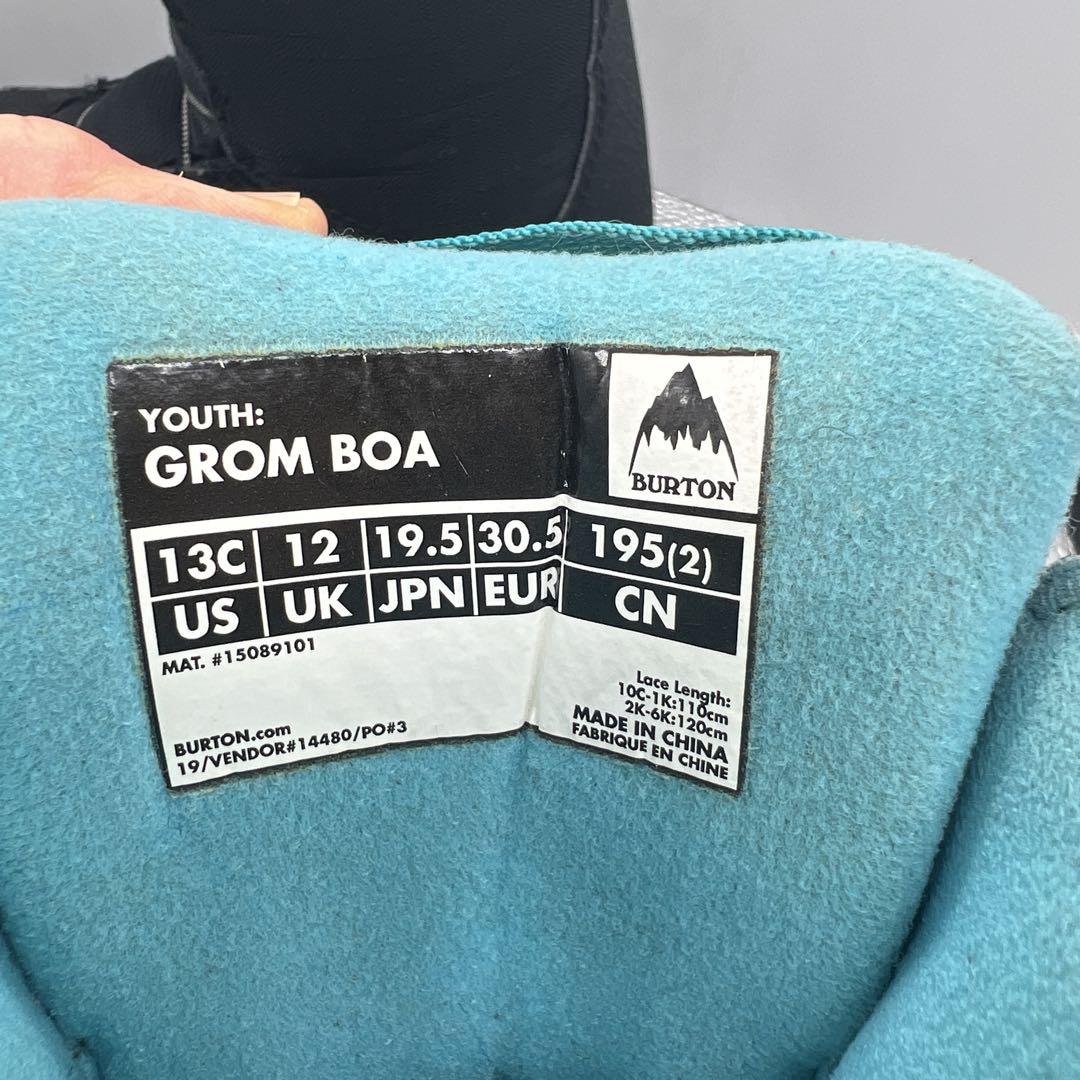 YOUTH:
GROM BOA
BURTON
13C 12 19.5 30.5 195(2)
US UK JPN EUR CN
MAT. #15089101
Lace Length:
10C-1K:110cm
2K-6K:120cm
MADE IN CHINA
FABRIQUE EN CHINE
BURTON.com
19/VENDOR#14480/PO#3